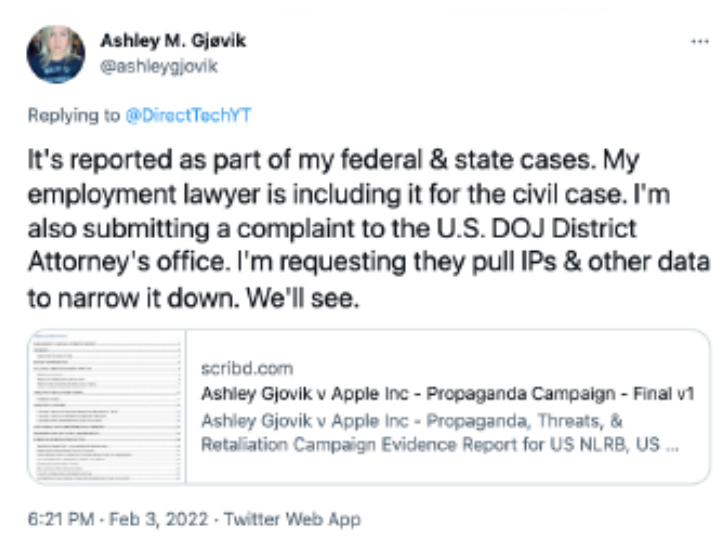 Ashley M. Gjøvik
@ashleygjovik
Replying to @DirectTechYT
It's reported as part of my federal & state cases. My
employment lawyer is including it for the civil case. I'm
also submitting a complaint to the U.S. DOJ District
Attorney's office. I'm requesting they pull IPs & other data
to narrow it down. We'll see.
scribd.com
Ashley Gjovik v Apple Inc - Propaganda Campaign - Final v1
Ashley Gjovik v Apple Inc - Propaganda, Threats, &
Retaliation Campaign Evidence Report for US NLRB, US ...
6:21 PM · Feb 3, 2022 · Twitter Web App